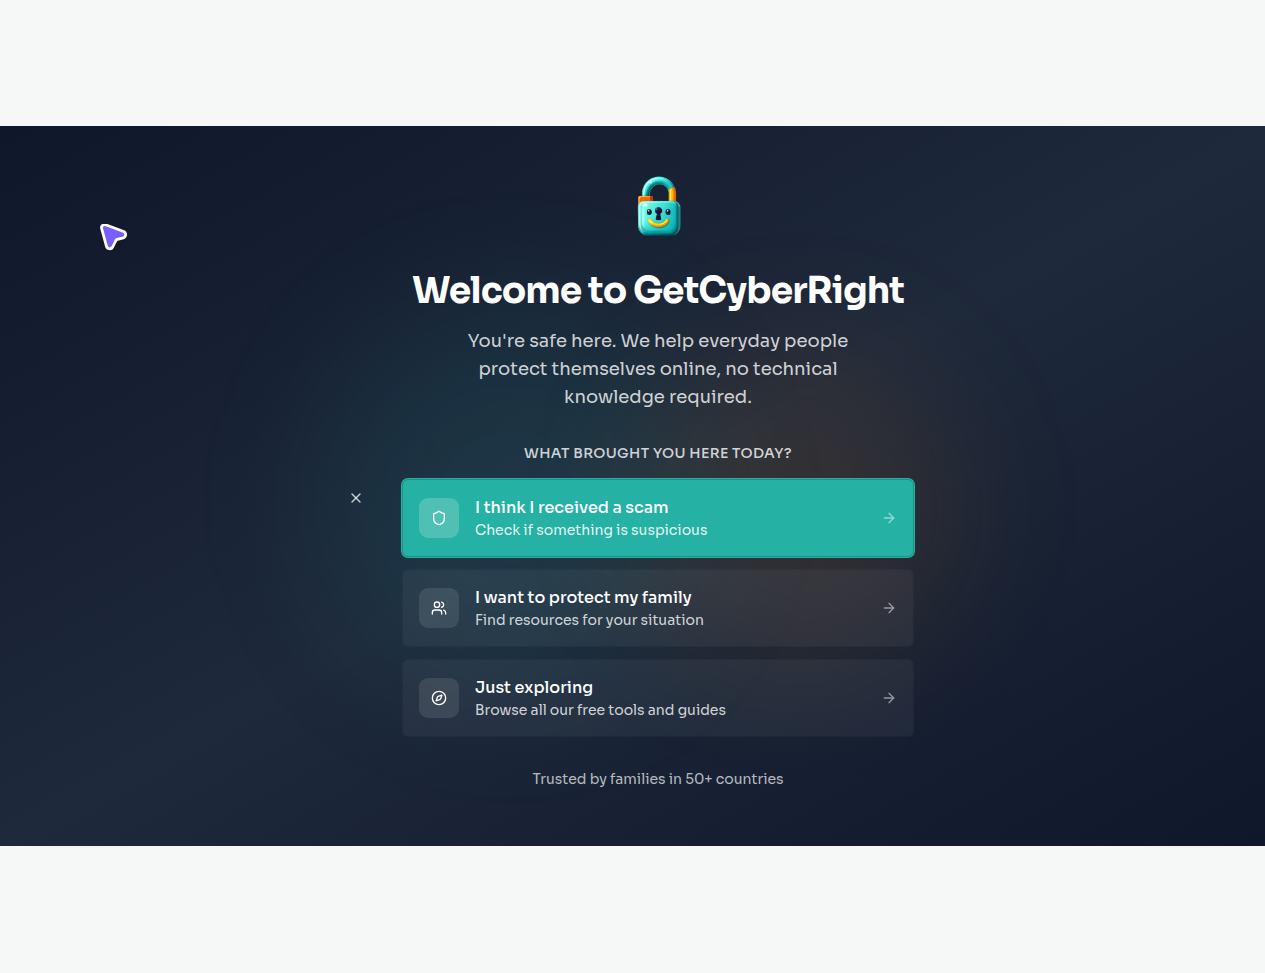 Welcome to GetCyberRight
You're safe here. We help everyday people
protect themselves online, no technical
knowledge required.
WHAT BROUGHT YOU HERE TODAY?
I think I received a scam
Check if something is suspicious
I want to protect my family
Find resources for your situation
Just exploring
Browse all our free tools and guides
Trusted by families in 50+ countries